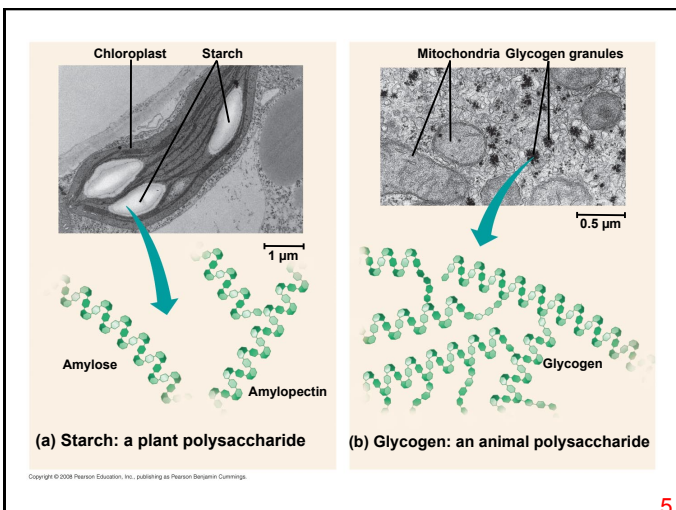 Chloroplast Starch
1 µm
Amylose
Amylopectin
(a) Starch: a plant polysaccharide
Mitochondria Glycogen granules
0.5 µm
Glycogen
(b) Glycogen: an animal polysaccharide
Copyright © 2008 Pearson Education, Inc., publishing as Pearson Benjamin Cummings.
5